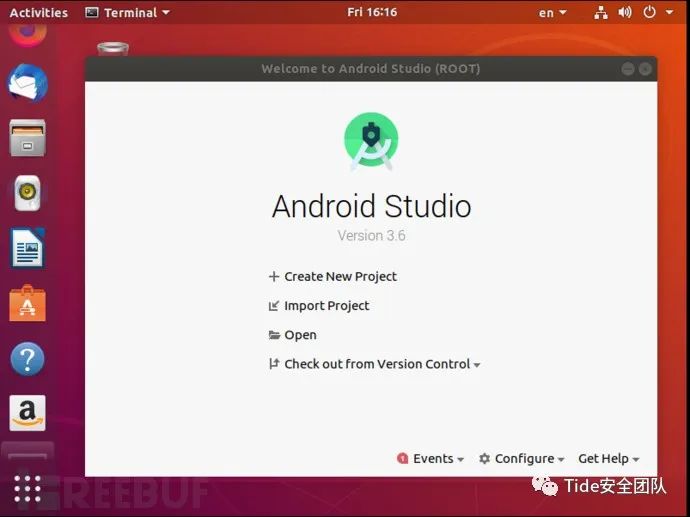 Activities
Terminal
Fri 16:16
en
Welcome to Android Studio (ROOT)
Android Studio
Version 3.6
Create New Project
Import Project
Open
Check out from Version Control
1 Events
Configure
Get Help
a
?
REEBUF
Tide安全团队